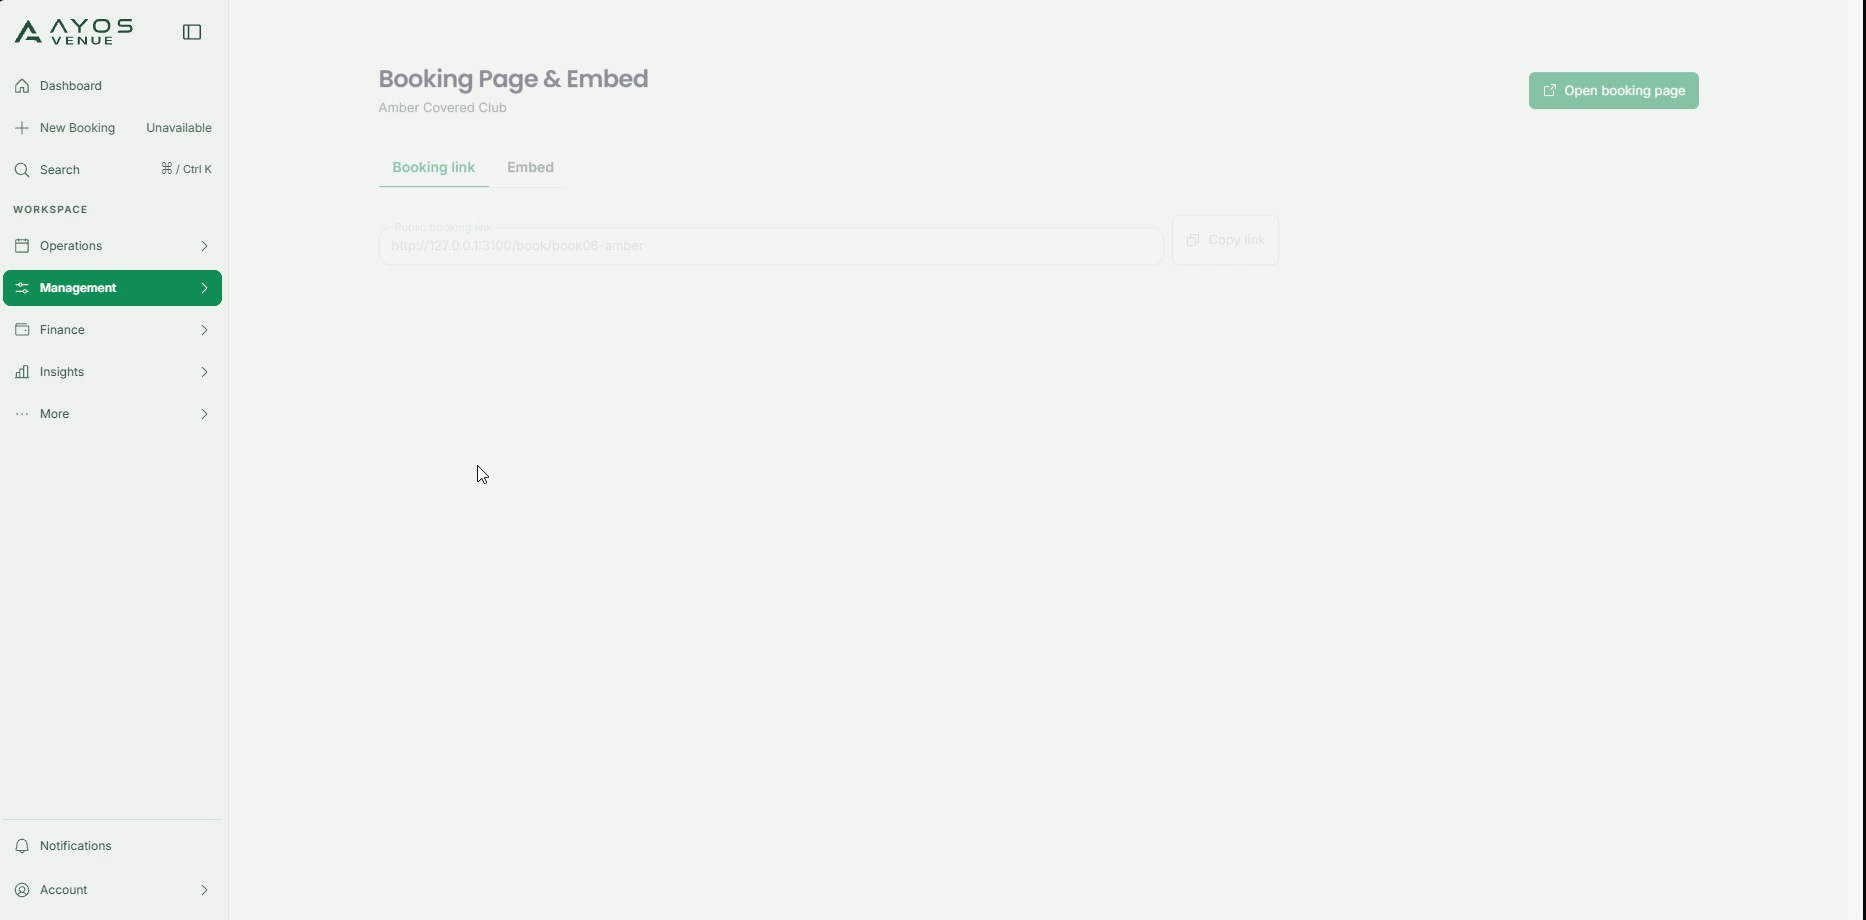 AYOS
VENUE
Dashboard
New Booking Unavailable
Search ⌘ / Ctrl K
WORKSPACE
Operations
Management
Finance
Insights
More
Notifications
Account
Booking Page & Embed
Amber Covered Club
Open booking page
Booking link Embed
Public booking link
http://127.0.0.1:3100/book/book06-amber
Copy link